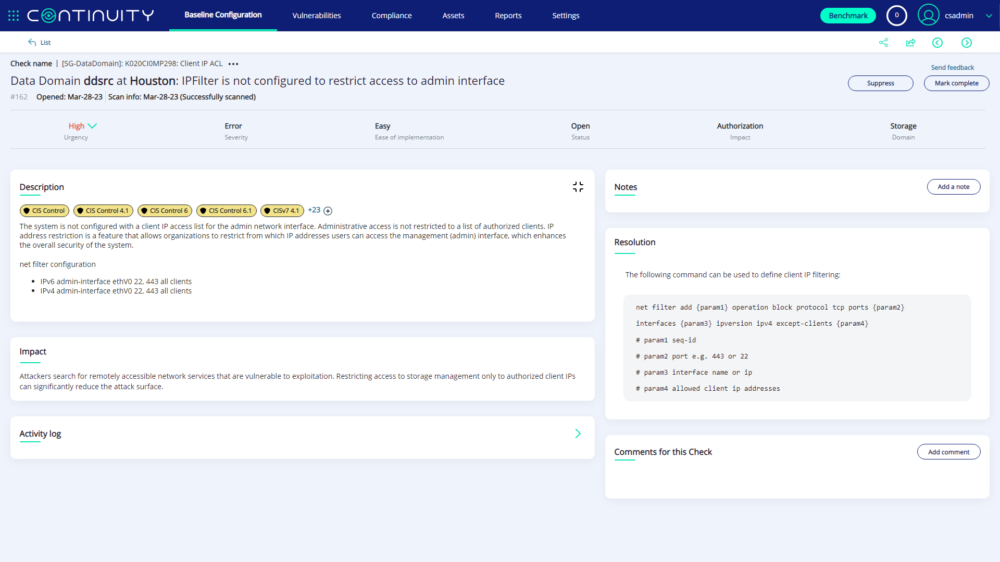 CONTINUITY
Baseline Configuration
Vulnerabilities
Compliance
Assets
Reports
Settings
Benchmark
0
csadmin
List
Check name | [SG-DataDomain]: K020CI0MP298: Client IP ACL •••
Data Domain ddsrc at Houston: IPFilter is not configured to restrict access to admin interface
#162 Opened: Mar-28-23 Scan info: Mar-28-23 (Successfully scanned)
Send feedback
Suppress
Mark complete
High
Urgency
Error
Severity
Easy
Ease of implementation
Open
Status
Authorization
Impact
Storage
Domain
Description
CIS Control
CIS Control 4.1
CIS Control 6
CIS Control 6.1
CISv7 4.1
+23
The system is not configured with a client IP access list for the admin network interface. Administrative access is not restricted to a list of authorized clients. IP
address restriction is a feature that allows organizations to restrict from which IP addresses users can access the management (admin) interface, which enhances
the overall security of the system.
net filter configuration
• IPv6 admin-interface ethV0 22, 443 all clients
• IPv4 admin-interface ethV0 22, 443 all clients
Impact
Attackers search for remotely accessible network services that are vulnerable to exploitation. Restricting access to storage management only to authorized client IPs
can significantly reduce the attack surface.
Activity log
Notes
Add a note
Resolution
The following command can be used to define client IP filtering:
net filter add {param1} operation block protocol tcp ports {param2}
interfaces {param3} ipversion ipv4 except-clients {param4}
# param1 seq-id
# param2 port e.g. 443 or 22
# param3 interface name or ip
# param4 allowed client ip addresses
Comments for this Check
Add comment